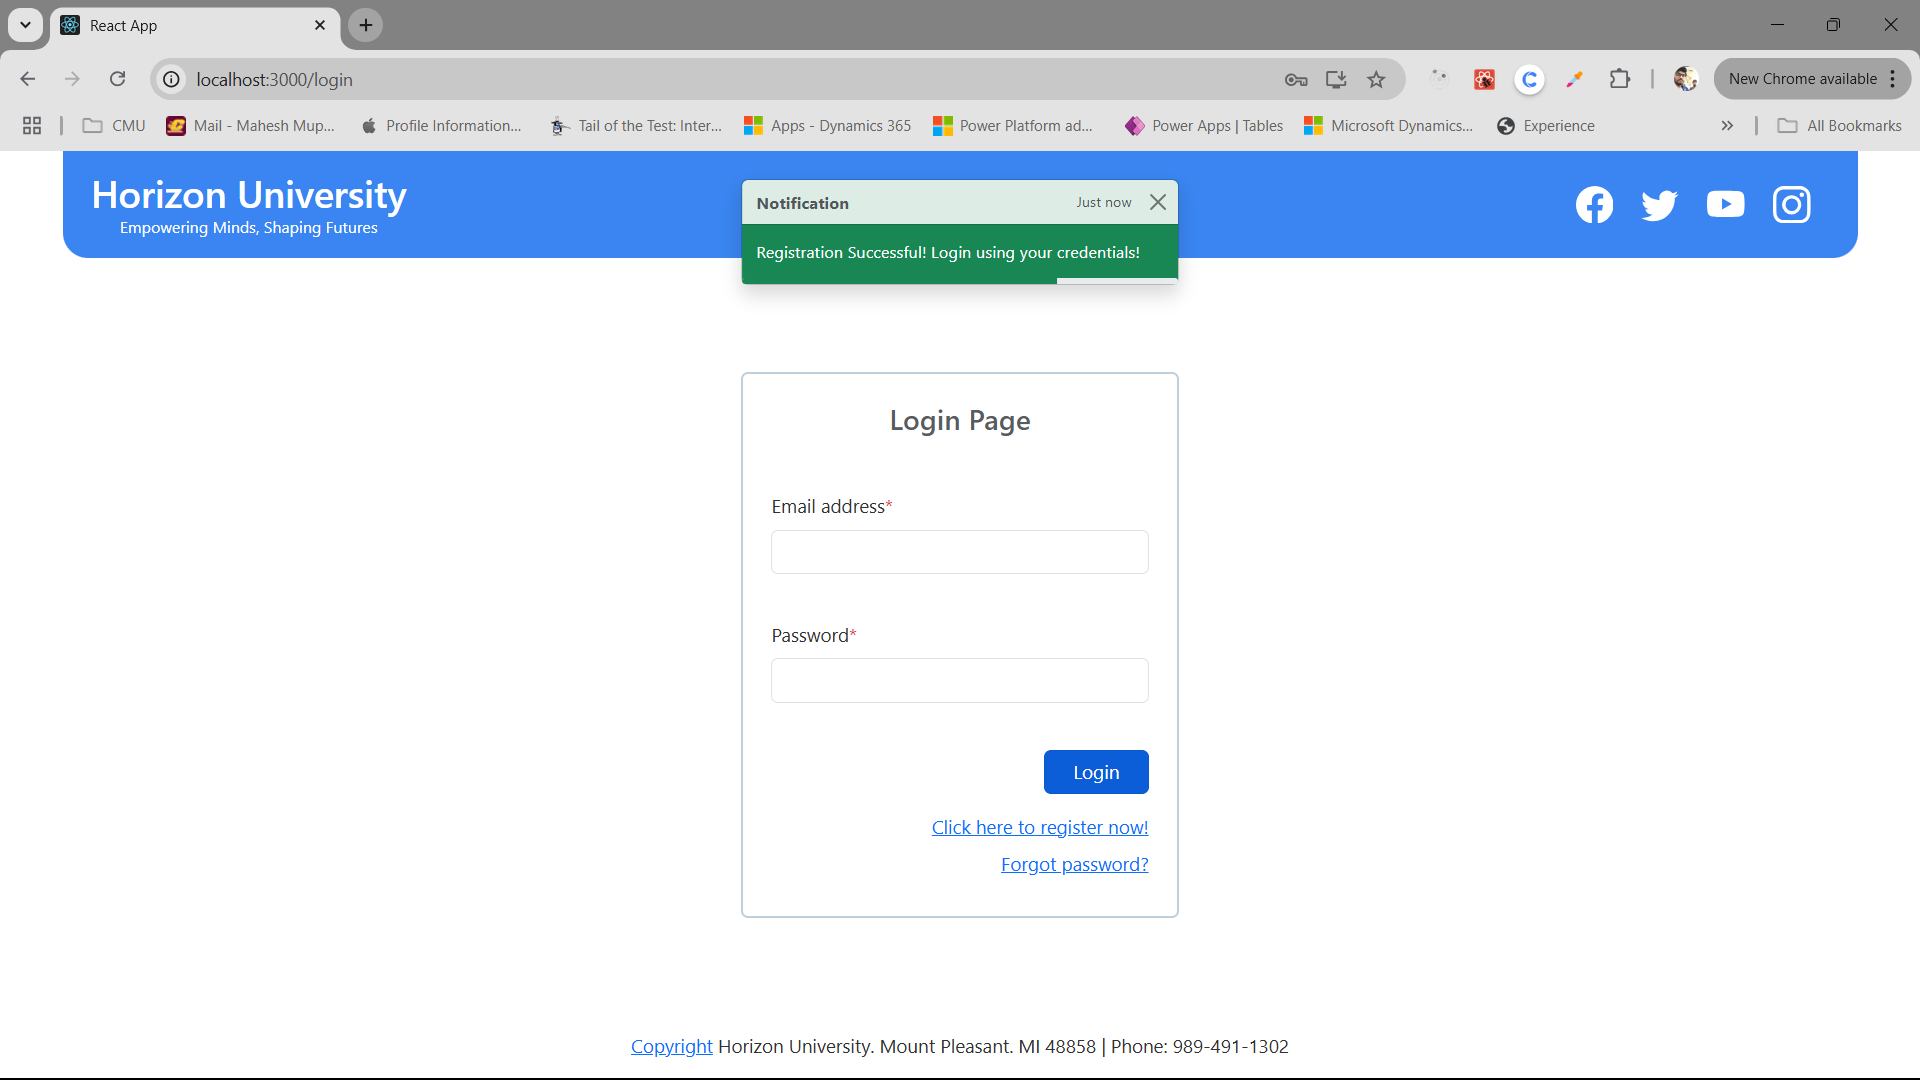 React App
localhost:3000/login
New Chrome available
CMU
Mail - Mahesh Mup...
Profile Information...
Tail of the Test: Inter...
Apps - Dynamics 365
Power Platform ad...
Power Apps | Tables
Microsoft Dynamics...
Experience
All Bookmarks
Horizon University
Empowering Minds, Shaping Futures
Notification
Just now
Registration Successful! Login using your credentials!
Login Page
Email address*
Password*
Login
Click here to register now!
Forgot password?
Copyright Horizon University. Mount Pleasant. MI 48858 | Phone: 989-491-1302